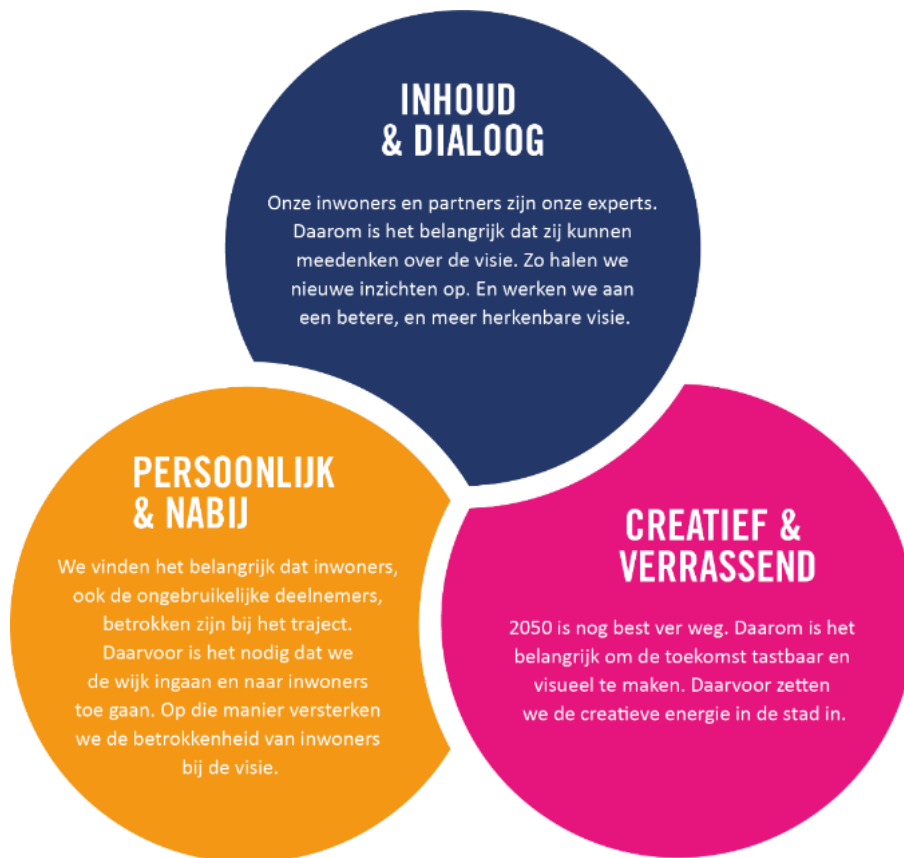 INHOUD
& DIALOOG
Onze inwoners en partners zijn onze experts.
Daarom is het belangrijk dat zij kunnen
meedenken over de visie. Zo halen we
nieuwe inzichten op. En werken we aan
een betere, en meer herkenbare visie.
PERSOONLIJK
& NABIJ
We vinden het belangrijk dat inwoners,
ook de ongebruikelijke deelnemers,
betrokken zijn bij het traject.
Daarvoor is het nodig dat we
de wijk ingaan en naar inwoners
toe gaan. Op die manier versterken
we de betrokkenheid van inwoners
bij de visie.
CREATIEF &
VERRASSEND
2050 is nog best ver weg. Daarom is het
belangrijk om de toekomst tastbaar en
visueel te maken. Daarvoor zetten
we de creatieve energie in de stad in.